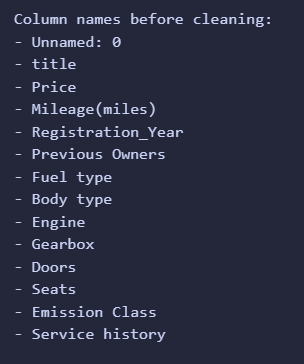 Column names before cleaning:
- Unnamed: 0
- title
- Price
- Mileage(miles)
- Registration_Year
- Previous Owners
- Fuel type
- Body type
- Engine
- Gearbox
- Doors
- Seats
- Emission Class
- Service history